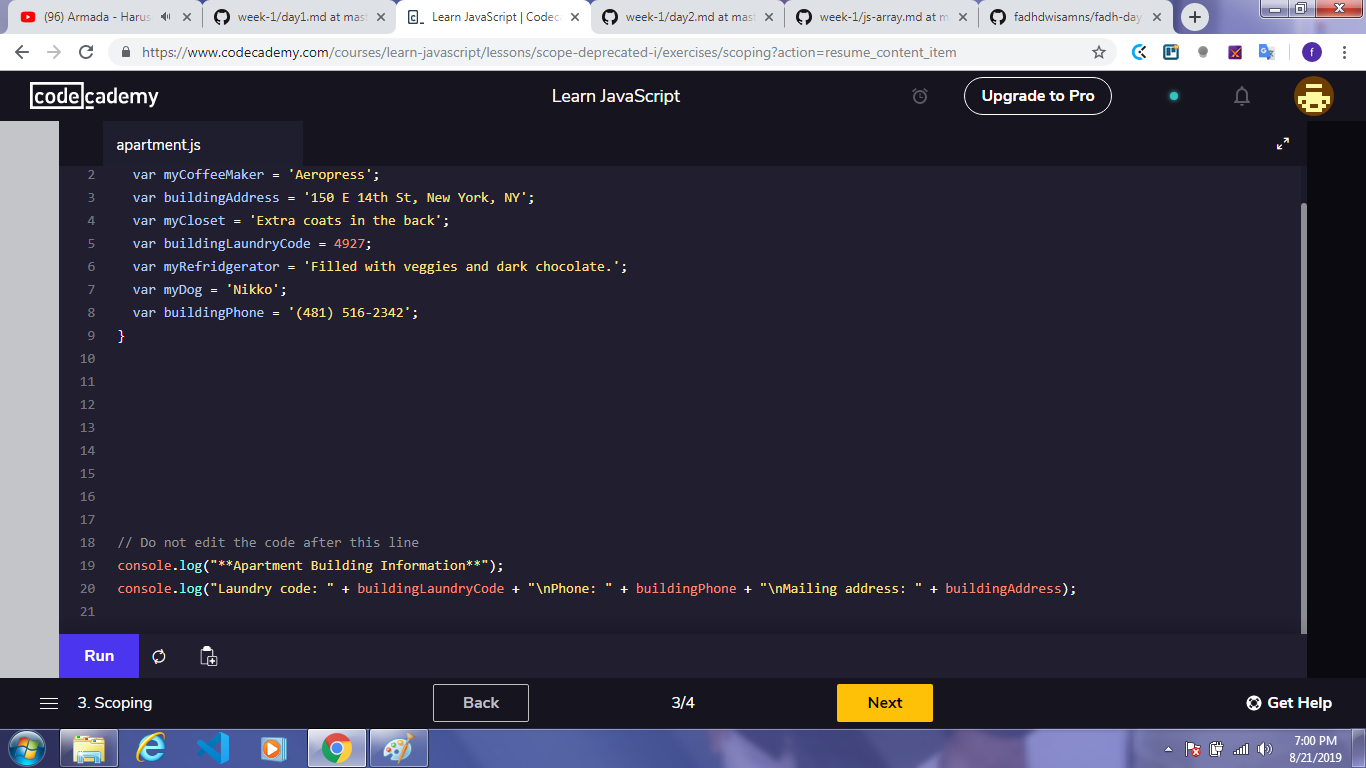 (96) Armada - Harus
week-1/day1.md at mast
Learn JavaScript | Codeca
week-1/day2.md at mast
week-1/js-array.md at m
fadhdwisamns/fadh-day
https://www.codecademy.com/courses/learn-javascript/lessons/scope-deprecated-i/exercises/scoping?action=resume_content_item
f
codecademy
Learn JavaScript
Upgrade to Pro
apartment.js
2 var myCoffeeMaker = 'Aeropress';
3 var buildingAddress = '150 E 14th St, New York, NY';
4 var myCloset = 'Extra coats in the back';
5 var buildingLaundryCode = 4927;
6 var myRefridgerator = 'Filled with veggies and dark chocolate.';
7 var myDog = 'Nikko';
8 var buildingPhone = '(481) 516-2342';
9 }
10
11
12
13
14
15
16
17
18 // Do not edit the code after this line
19 console.log("**Apartment Building Information**");
20 console.log("Laundry code: " + buildingLaundryCode + "\nPhone: " + buildingPhone + "\nMailing address: " + buildingAddress);
21
Run
3. Scoping
Back
3/4
Next
Get Help
7:00 PM
8/21/2019